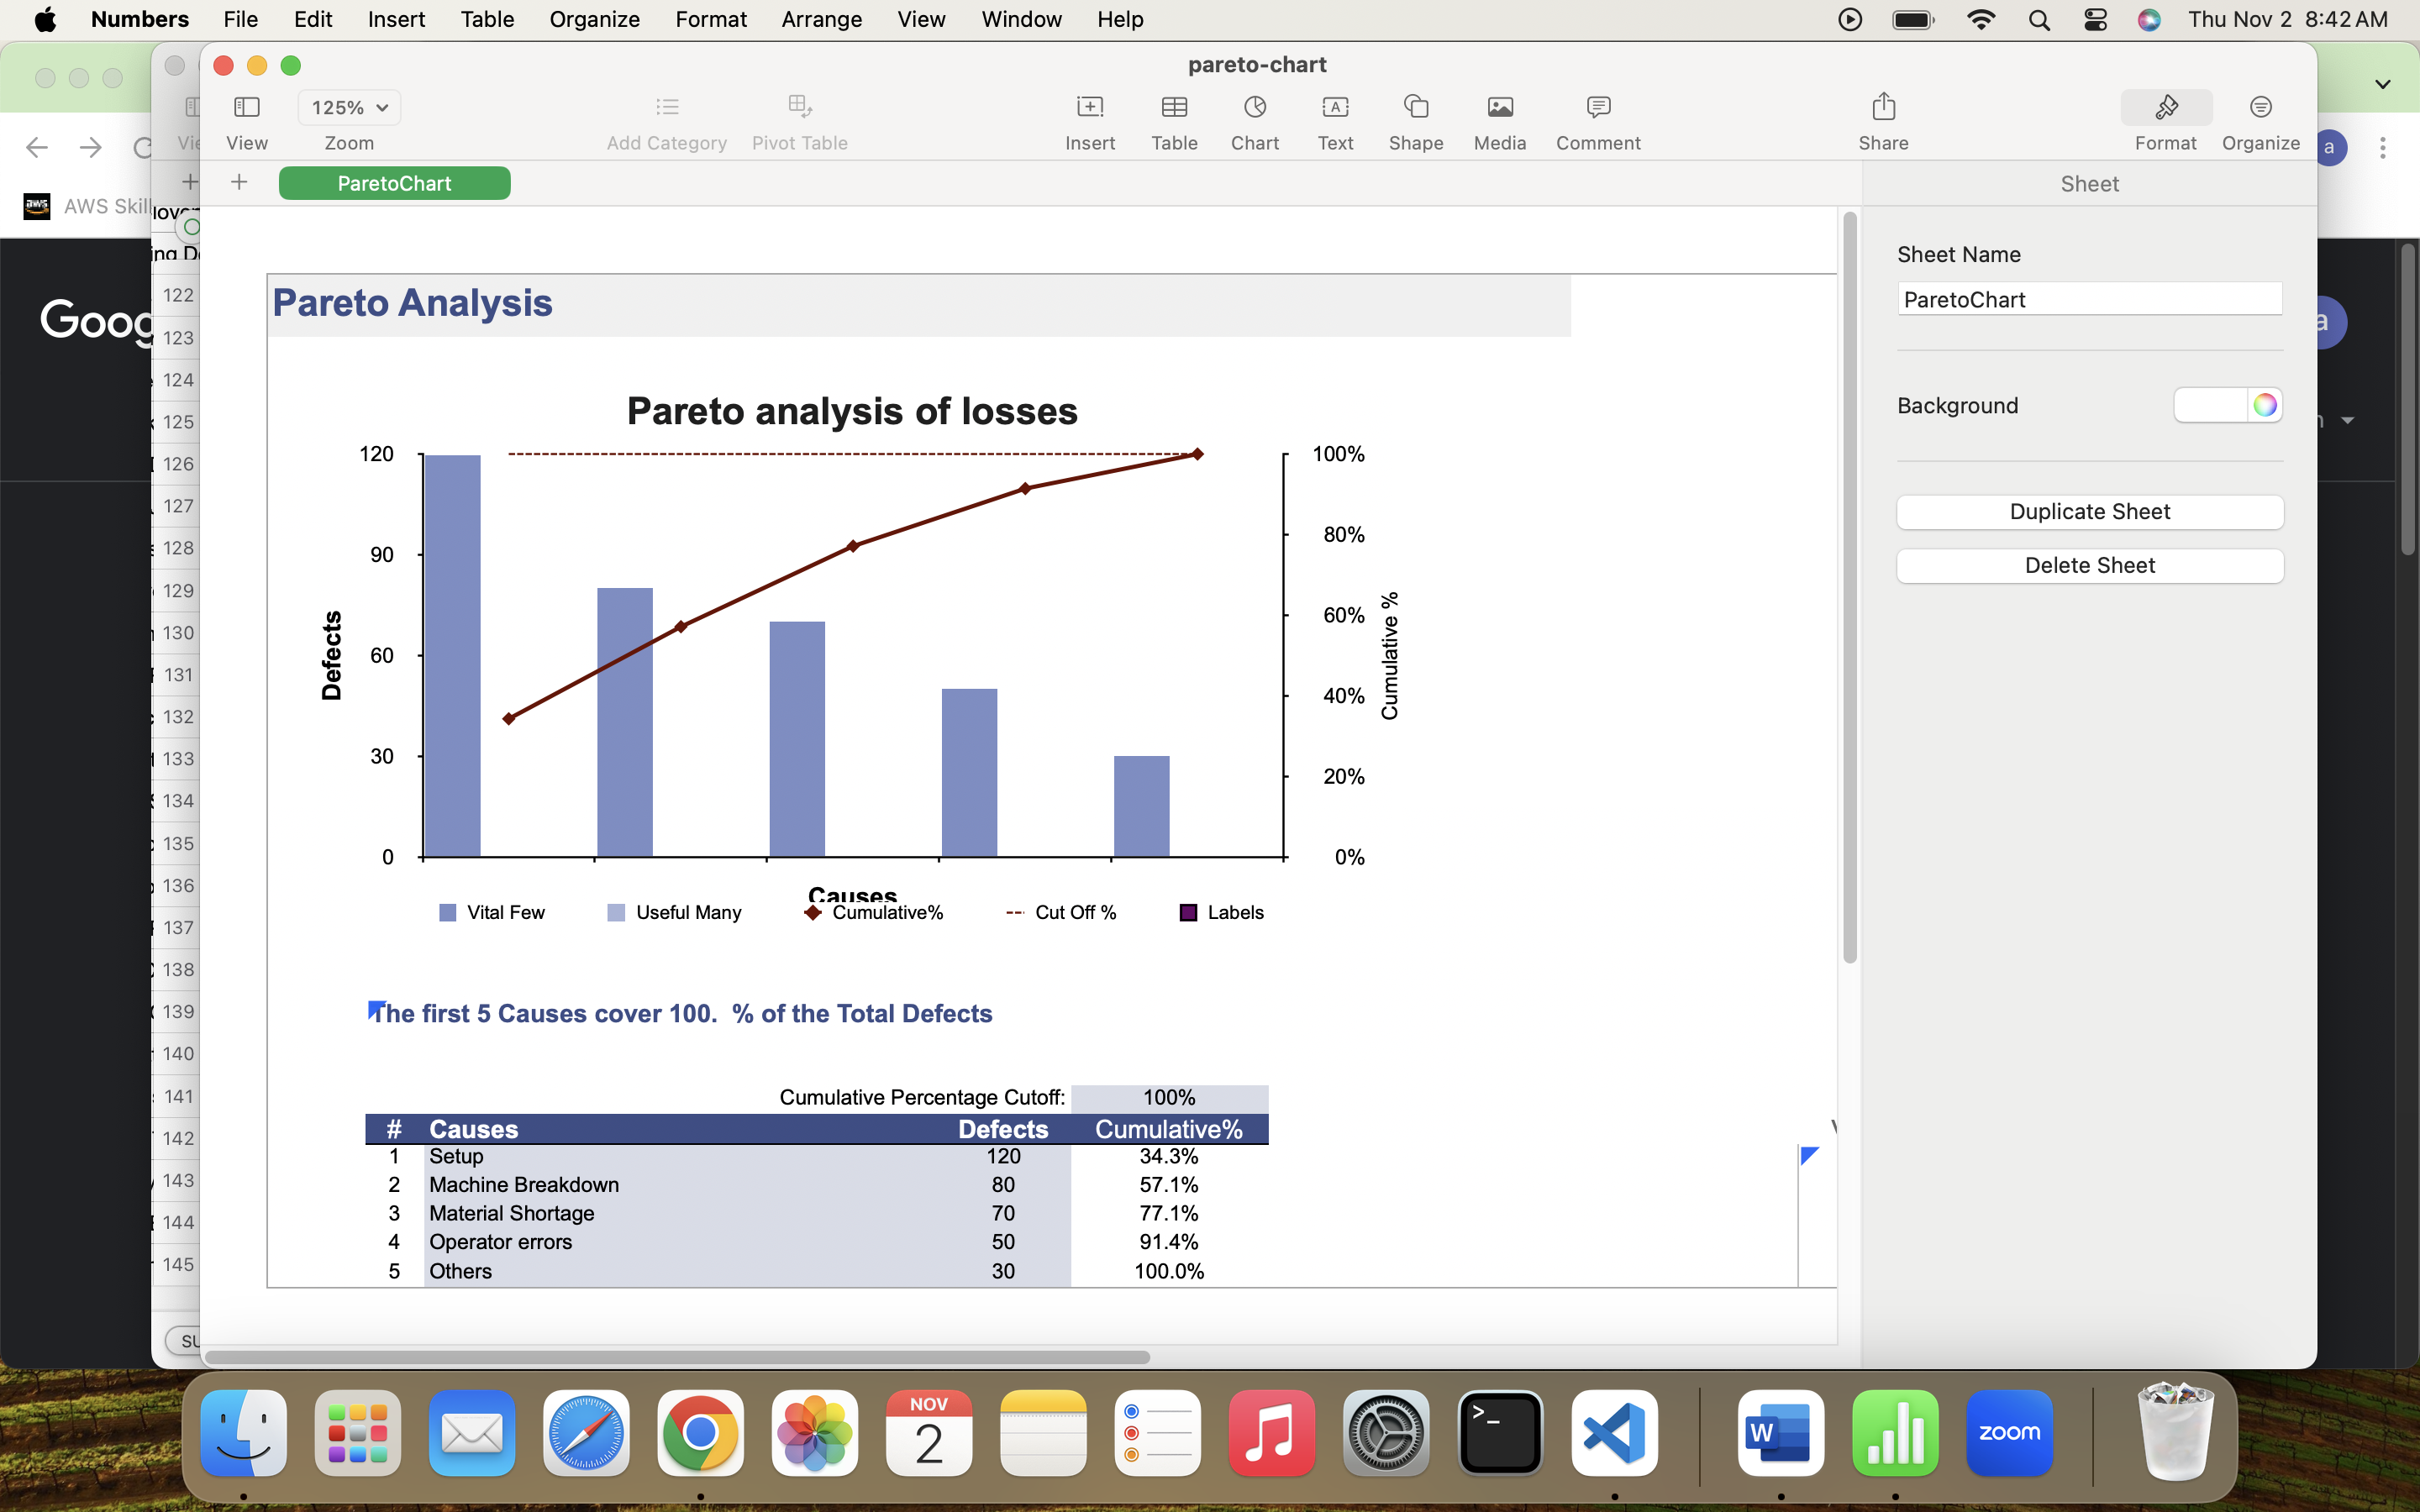 Numbers File Edit Insert Table Organize Format Arrange View Window Help Thu Nov 2 8:42 AM
pareto-chart
125%
View Zoom Add Category Pivot Table Insert Table Chart Text Shape Media Comment Share Format Organize
a
ParetoChart
Sheet
AWS Skil
Sheet Name
ParetoChart
Goog
a
122
123
124
125
126
127
128
129
130
131
132
133
134
135
136
137
138
139
140
141
142
143
144
145
Pareto Analysis
Background
Duplicate Sheet
Delete Sheet
Pareto analysis of losses
120
90
60
30
0
Defects
100%
80%
60%
40%
20%
0%
Cumulative %
Causes
Vital Few Useful Many Cumulative% Cut Off % Labels
The first 5 Causes cover 100. % of the Total Defects
Cumulative Percentage Cutoff: 100%
# Causes Defects Cumulative%
1 Setup 120 34.3%
2 Machine Breakdown 80 57.1%
3 Material Shortage 70 77.1%
4 Operator errors 50 91.4%
5 Others 30 100.0%
SU
NOV
2
>_
W
zoom